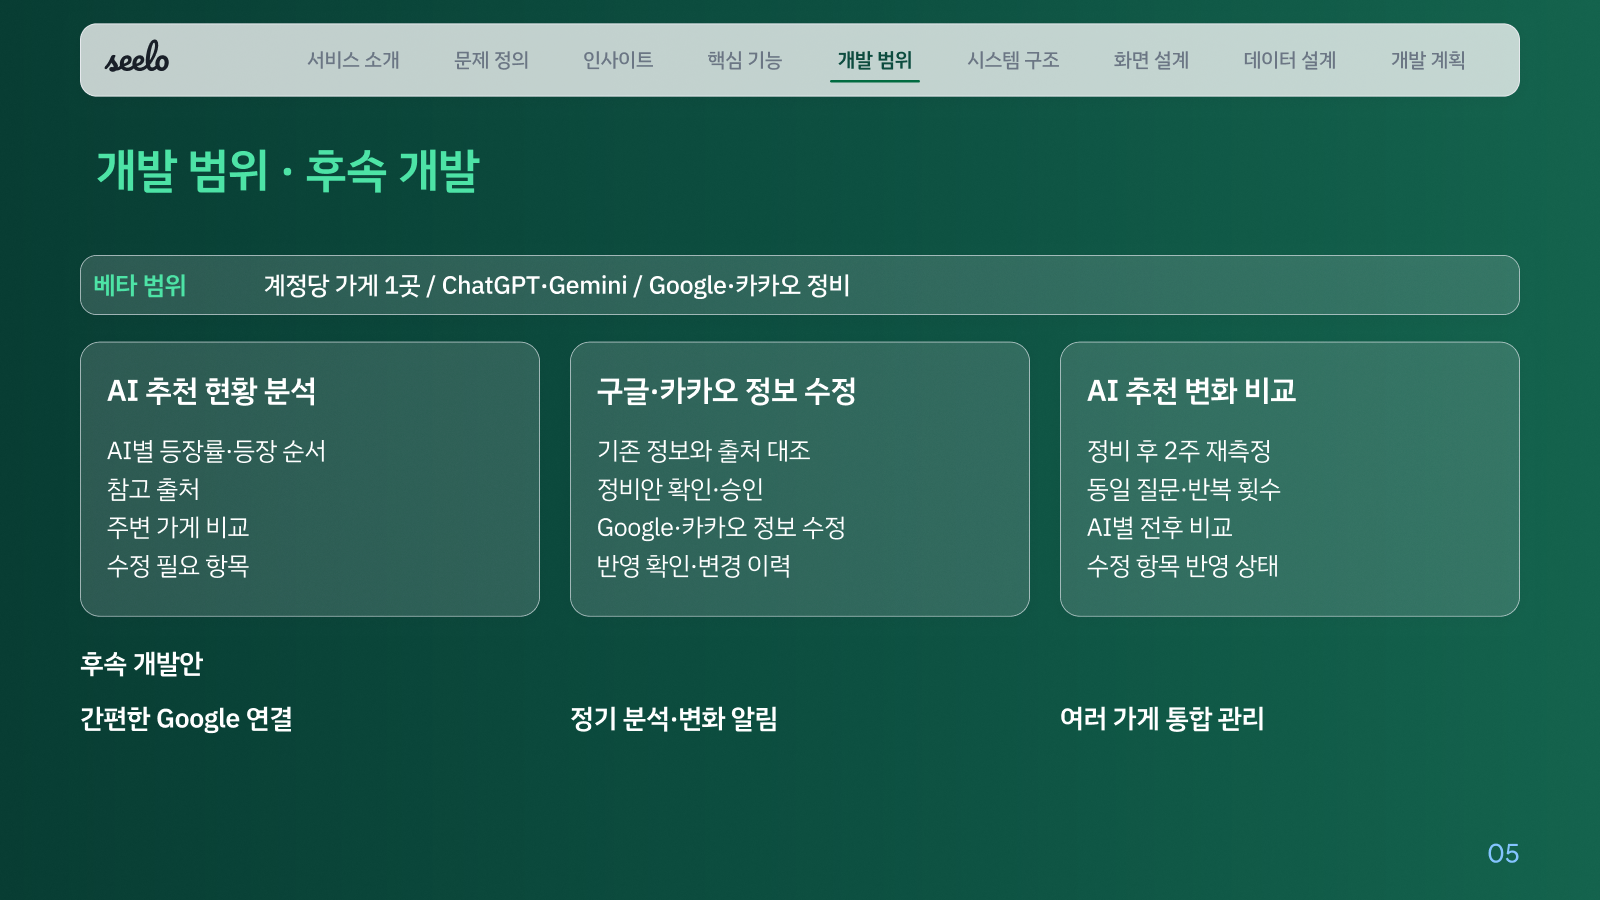 seelo
서비스 소개 문제 정의 인사이트 핵심 기능 개발 범위 시스템 구조 화면 설계 데이터 설계 개발 계획
개발 범위 · 후속 개발
베타 범위 계정당 가게 1곳 / ChatGPT·Gemini / Google·카카오 정비
AI 추천 현황 분석
AI별 등장률·등장 순서
참고 출처
주변 가게 비교
수정 필요 항목
구글·카카오 정보 수정
기존 정보와 출처 대조
정비안 확인·승인
Google·카카오 정보 수정
반영 확인·변경 이력
AI 추천 변화 비교
정비 후 2주 재측정
동일 질문·반복 횟수
AI별 전후 비교
수정 항목 반영 상태
후속 개발안
간편한 Google 연결
정기 분석·변화 알림
여러 가게 통합 관리
05